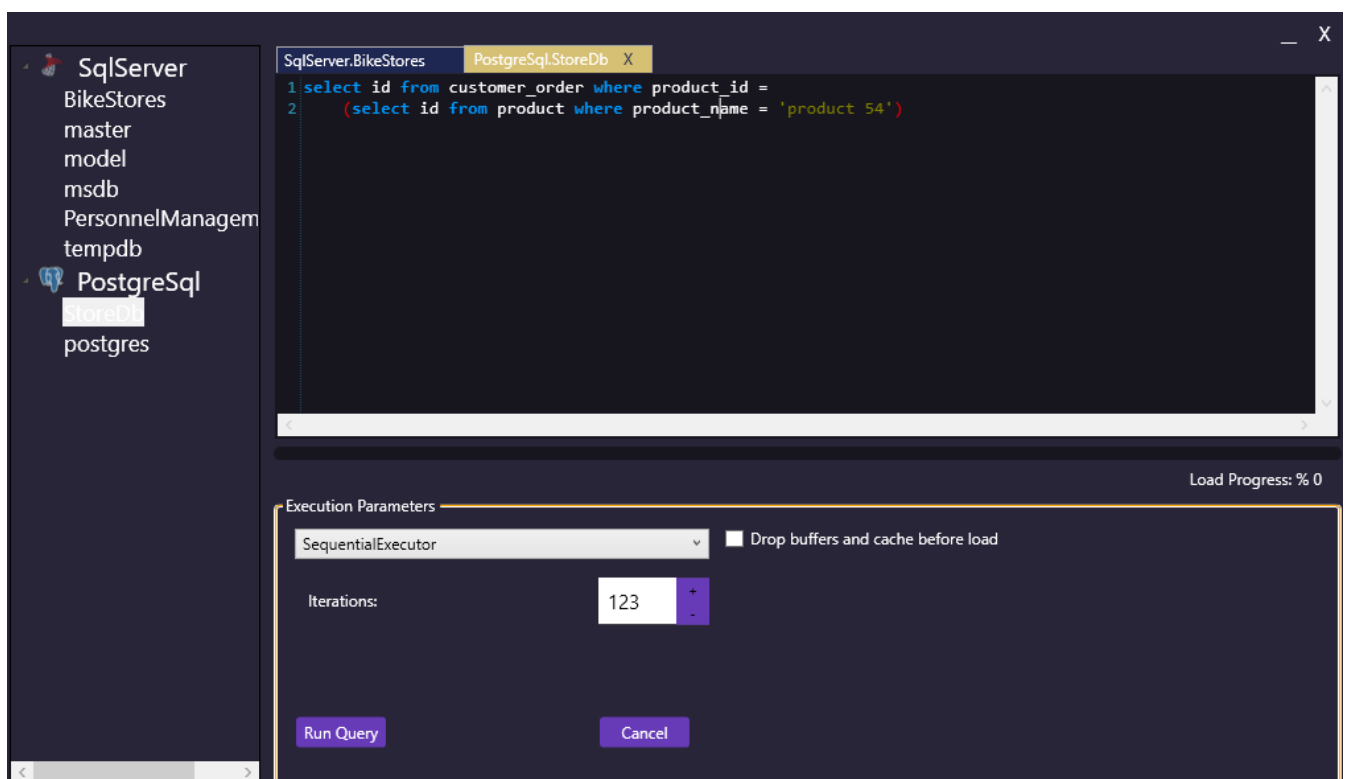 _ X
SqlServer
BikeStores
master
model
msdb
PersonnelManagem
tempdb
PostgreSql
StoreDb
postgres
SqlServer.BikeStores PostgreSql.StoreDb X
1 select id from customer_order where product_id =
2 (select id from product where product_name = 'product 54')
Load Progress: % 0
Execution Parameters
SequentialExecutor Drop buffers and cache before load
Iterations: 123 + -
Run Query Cancel